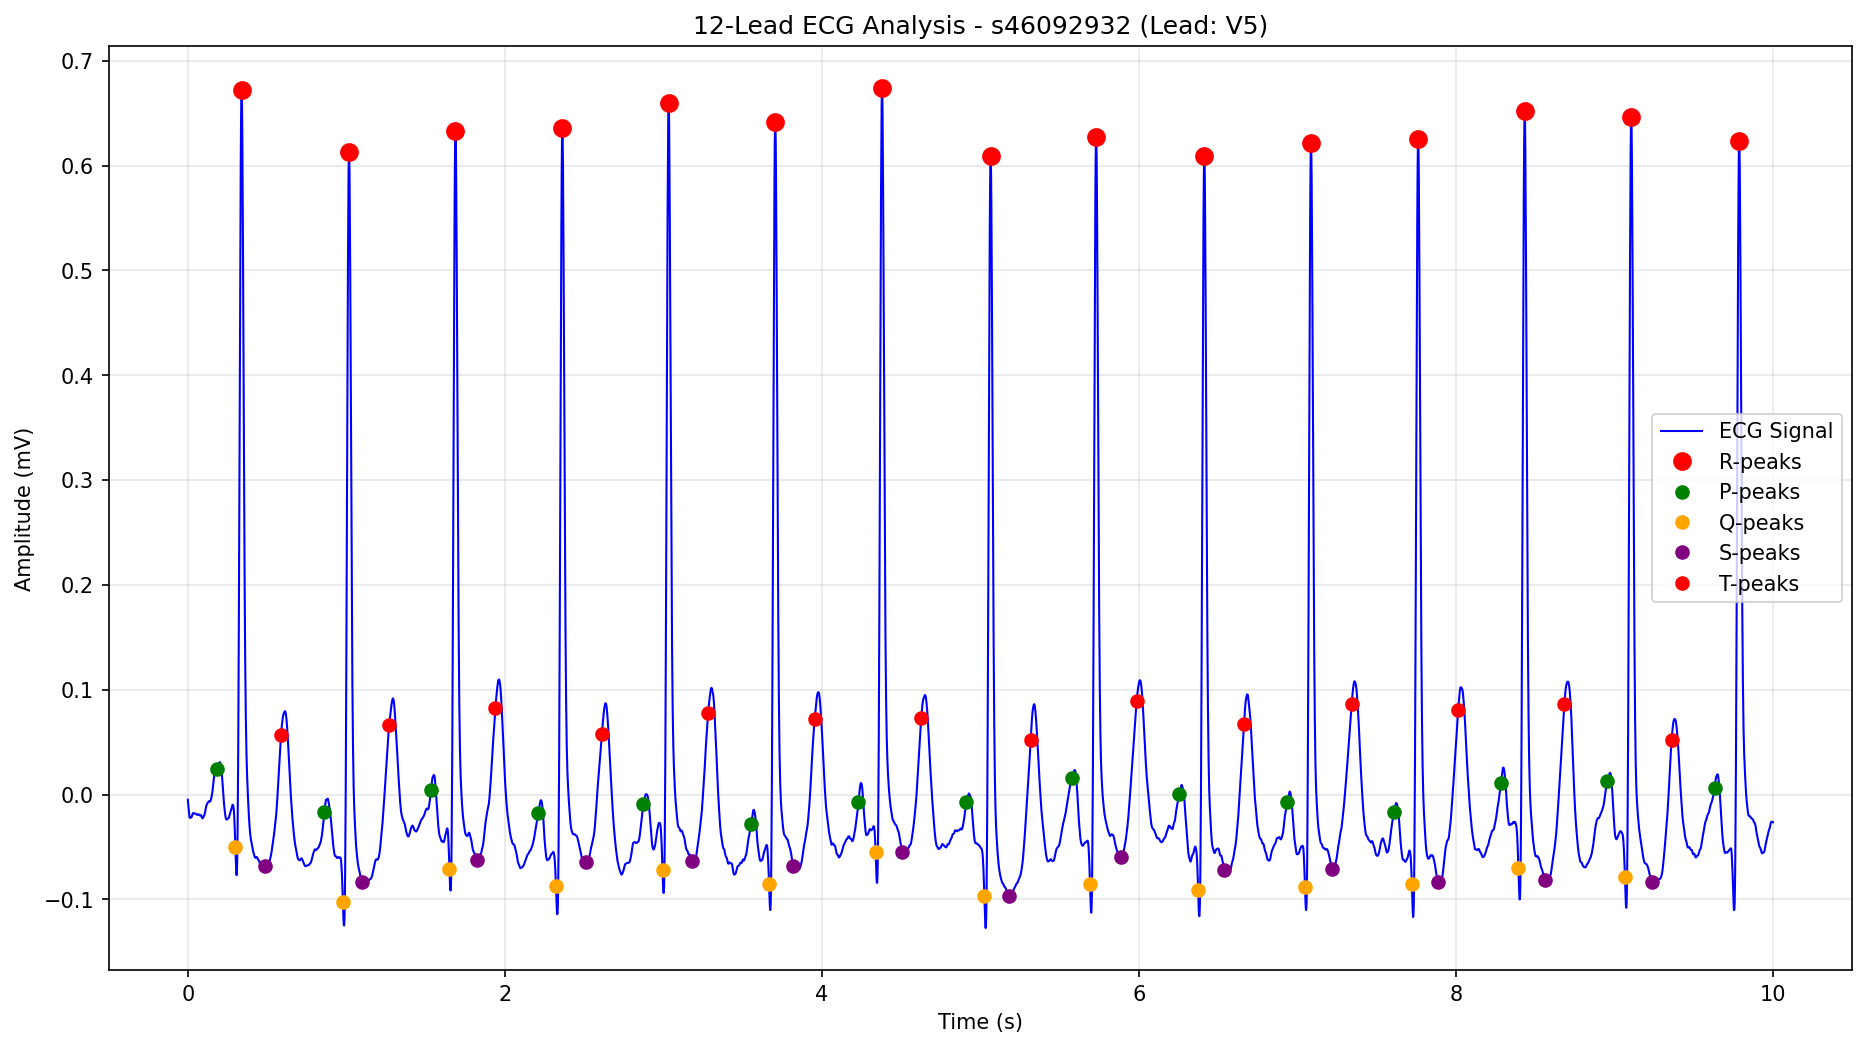 12-Lead ECG Analysis - s46092932 (Lead: V5)
Amplitude (mV)
0.7
0.6
0.5
0.4
0.3
0.2
0.1
0.0
−0.1
ECG Signal
R-peaks
P-peaks
Q-peaks
S-peaks
T-peaks
0 2 4 6 8 10
Time (s)